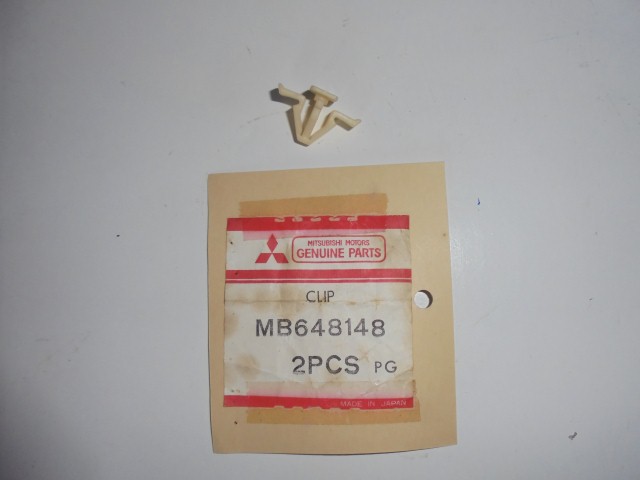 MITSUBISHI MOTORS
GENUINE PARTS
CLIP
MB648148
2PCS PG
MADE IN JAPAN